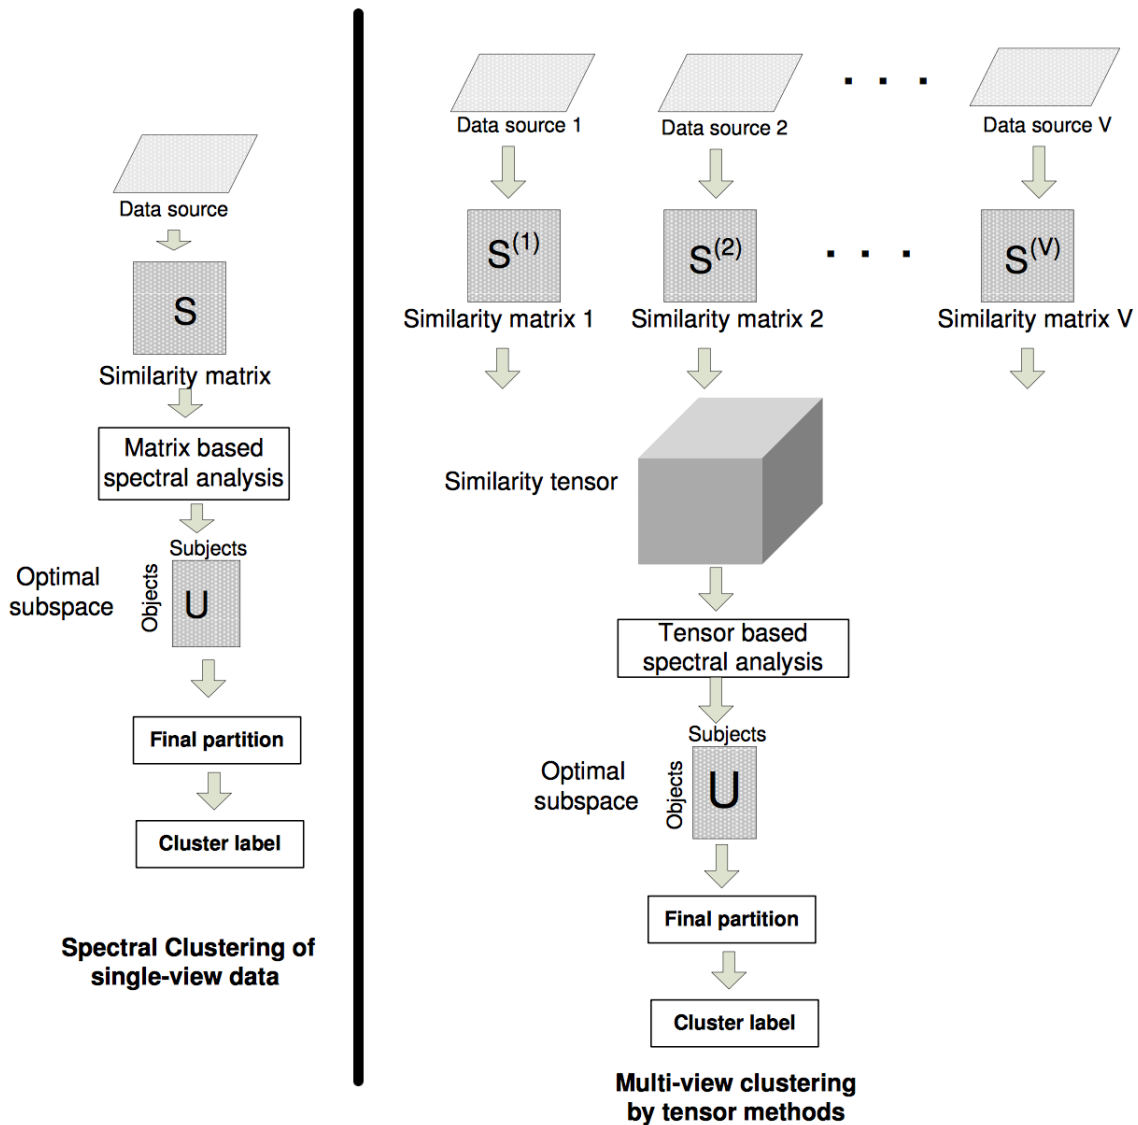 Data source
S
Similarity matrix
Matrix based
spectral analysis
Subjects
Optimal
subspace
Objects
U
Final partition
Cluster label
Spectral Clustering of
single-view data
Data source 1
Data source 2
. . .
Data source V
S(1)
S(2)
. . .
S(V)
Similarity matrix 1
Similarity matrix 2
Similarity matrix V
Similarity tensor
Tensor based
spectral analysis
Subjects
Optimal
subspace
Objects
U
Final partition
Cluster label
Multi-view clustering
by tensor methods